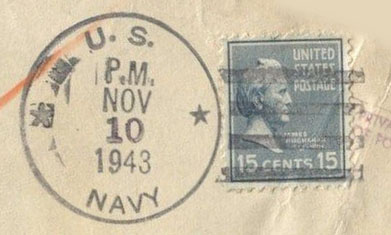 U. S.
P.M.
NOV
10
1943
NAVY
UNITED
STATES
POSTAGE
JAMES
BUCHANAN
15 CENTS 15